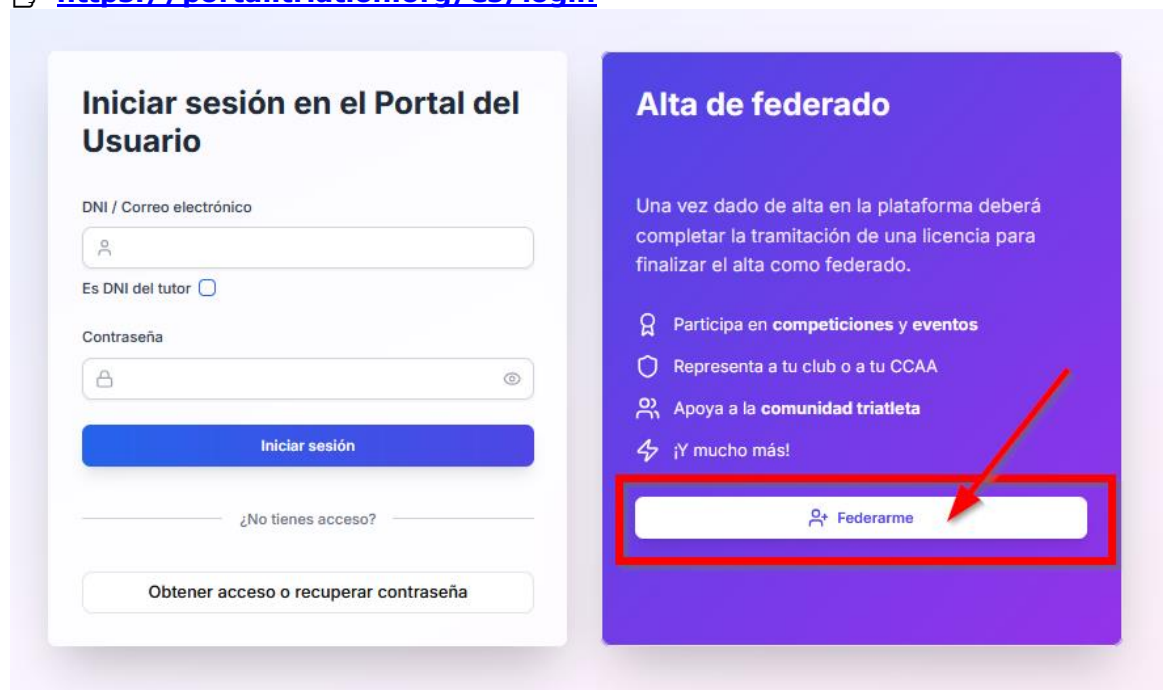 Iniciar sesión en el Portal del
Usuario
DNI / Correo electrónico
Es DNI del tutor
Contraseña
Iniciar sesión
¿No tienes acceso?
Obtener acceso o recuperar contraseña
Alta de federado
Una vez dado de alta en la plataforma deberá
completar la tramitación de una licencia para
finalizar el alta como federado.
Participa en competiciones y eventos
Representa a tu club o a tu CCAA
Apoya a la comunidad triatleta
¡Y mucho más!
Federarme